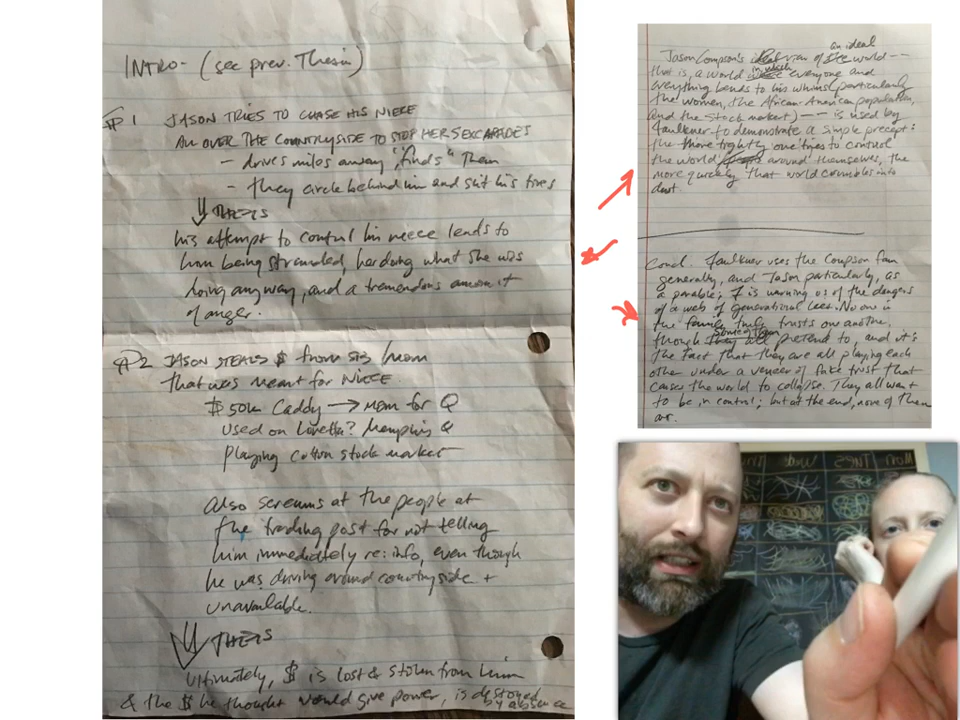 INTRO - (see prev. Thesis)
¶ 1 JASON TRIES TO CHASE HIS NIECE
ALL OVER THE COUNTRYSIDE TO STOP HER SEXCAPADES
- drives miles away "finds" them
- they circle behind him and slit his tires
THESIS
his attempt to control his niece leads to
him being stranded, her doing what she was
doing anyway, and a tremendous amount
of anger.
¶2 JASON STEALS $ from his mom
that was meant for NIECE.
Caddy → mom for Q
used on Loretta? Memphis &
playing cotton stock market
Also screams at the people at
the trading post for not telling
him immediately re: info, even though
he was driving around countryside +
unavailable.
THESIS
Ultimately, $ is lost & stolen from him
& the $ he thought would give power, is destroyed
by absence
Jason Compson's view of an ideal world --
that is, a world in which everyone and
everything bends to his whims, particularly
the women, the African-American population,
and the stock market) -- is used by
Faulkner to demonstrate a simple precept:
the more tightly one tries to control
the world around themselves, the
more quickly that world crumbles into
dust.
Concl. Faulkner uses the Compson fam
generally, and Jason particularly, as
a parable; F is warning us of the dangers
of a web of generational
No one in
the family trusts one another,
though some of them pretend to, and it's
the fact that they are all playing each
other under a veneer of fake trust that
causes the world to collapse. They all want
to be in control; but at the end, none of them
are.
MON TUES Wed